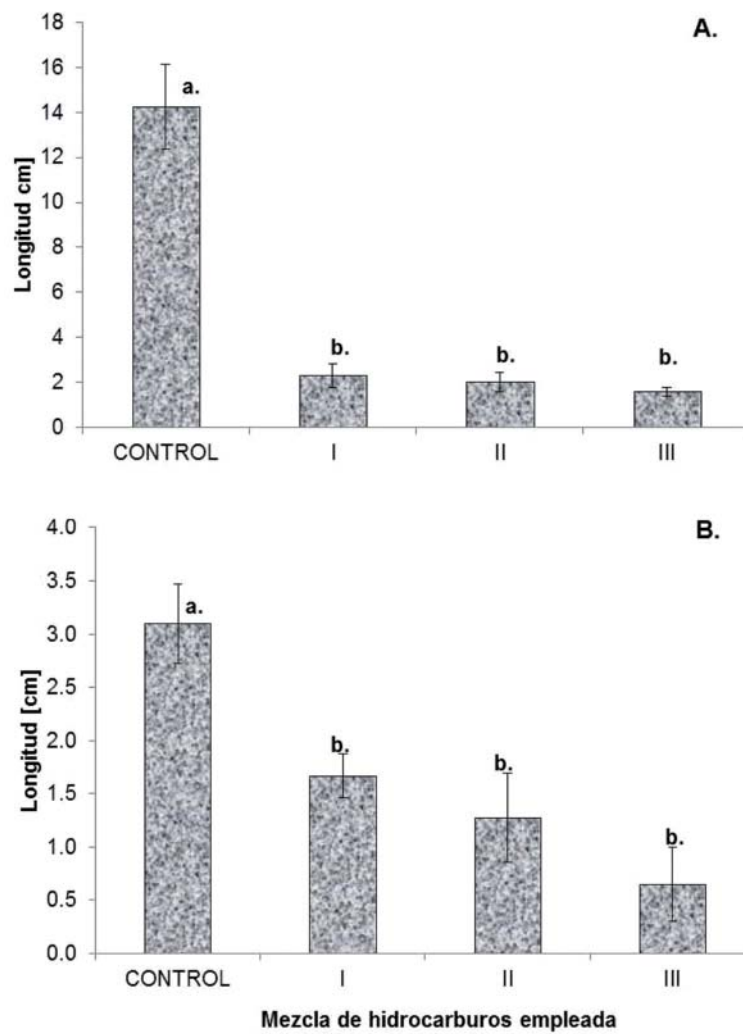 A.
18
16
14
12
10
8
6
4
2
0
Longitud cm]
a.
b.
b.
b.
CONTROL I II III
B.
4.0
3.5
3.0
2.5
2.0
1.5
1.0
0.5
0.0
Longitud [cm]
a.
b.
b.
b.
CONTROL I II III
Mezcla de hidrocarburos empleada